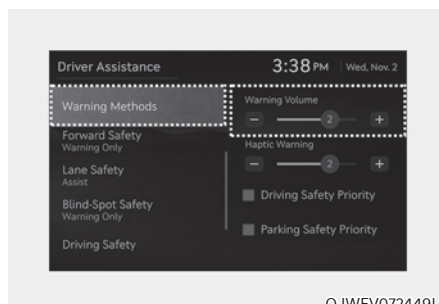 Driver Assistance
3:38 PM
Wed, Nov. 2
Warning Methods
Forward Safety
Warning Only
Lane Safety
Assist
Blind-Spot Safety
Warning Only
Driving Safety
Warning Volume
− 2 +
Haptic Warning
− 2 +
Driving Safety Priority
Parking Safety Priority